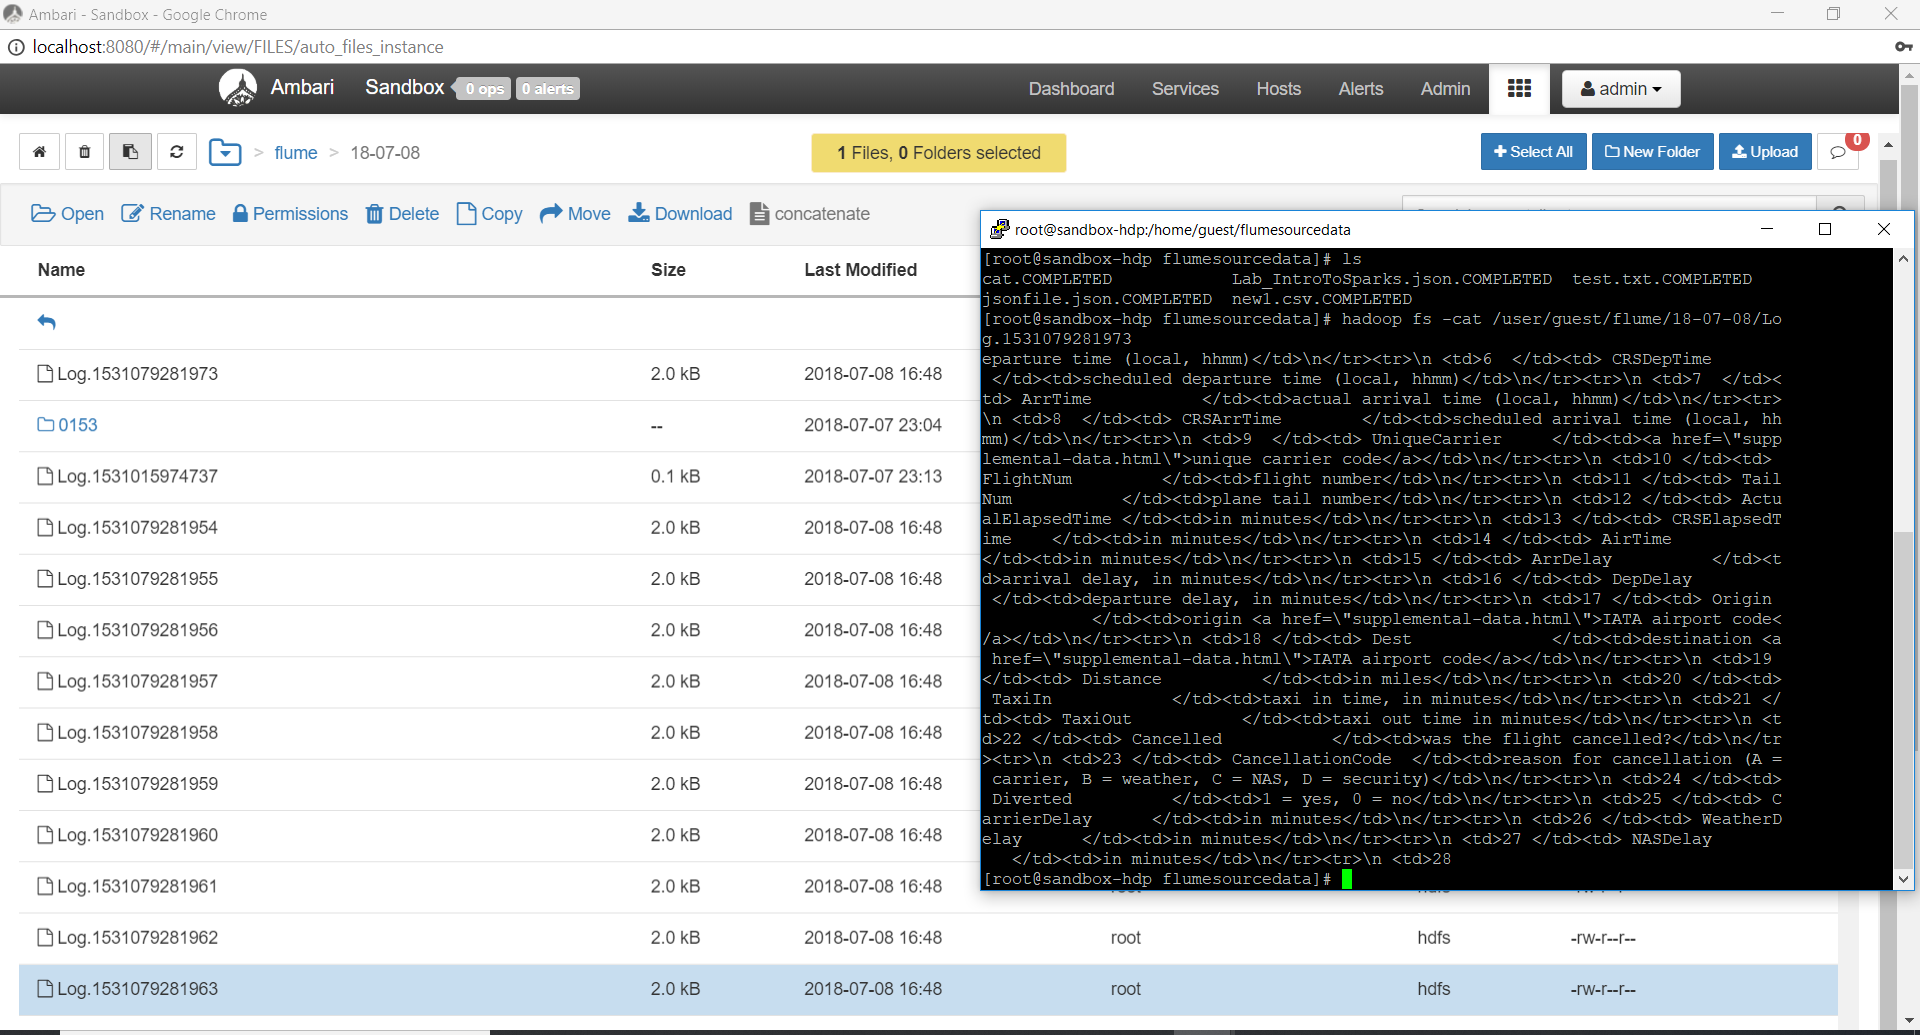 Ambari - Sandbox - Google Chrome
localhost:8080/#/main/view/FILES/auto_files_instance
Ambari Sandbox 0 ops 0 alerts Dashboard Services Hosts Alerts Admin admin
> flume > 18-07-08 1 Files, 0 Folders selected Select All New Folder Upload 0
Open Rename Permissions Delete Copy Move Download concatenate
Name Size Last Modified
Log.1531079281973 2.0 kB 2018-07-08 16:48
0153 -- 2018-07-07 23:04
Log.1531015974737 0.1 kB 2018-07-07 23:13
Log.1531079281954 2.0 kB 2018-07-08 16:48
Log.1531079281955 2.0 kB 2018-07-08 16:48
Log.1531079281956 2.0 kB 2018-07-08 16:48
Log.1531079281957 2.0 kB 2018-07-08 16:48
Log.1531079281958 2.0 kB 2018-07-08 16:48
Log.1531079281959 2.0 kB 2018-07-08 16:48
Log.1531079281960 2.0 kB 2018-07-08 16:48
Log.1531079281961 2.0 kB 2018-07-08 16:48
Log.1531079281962 2.0 kB 2018-07-08 16:48 root hdfs -rw-r--r--
Log.1531079281963 2.0 kB 2018-07-08 16:48 root hdfs -rw-r--r--
root@sandbox-hdp:/home/guest/flumesourcedata
[root@sandbox-hdp flumesourcedata]# ls
cat.COMPLETED Lab_IntroToSparks.json.COMPLETED test.txt.COMPLETED
jsonfile.json.COMPLETED new1.csv.COMPLETED
[root@sandbox-hdp flumesourcedata]# hadoop fs -cat /user/guest/flume/18-07-08/Lo
g.1531079281973
eparture time (local, hhmm)</td>\n</tr><tr>\n <td>6 </td><td> CRSDepTime
</td><td>scheduled departure time (local, hhmm)</td>\n</tr><tr>\n <td>7 </td><
td> ArrTime </td><td>actual arrival time (local, hhmm)</td>\n</tr><tr>
\n <td>8 </td><td> CRSArrTime </td><td>scheduled arrival time (local, hh
mm)</td>\n</tr><tr>\n <td>9 </td><td> UniqueCarrier </td><td><a href=\"supp
lemental-data.html\">unique carrier code</a></td>\n</tr><tr>\n <td>10 </td><td>
FlightNum </td><td>flight number</td>\n</tr><tr>\n <td>11 </td><td> Tail
Num </td><td>plane tail number</td>\n</tr><tr>\n <td>12 </td><td> Actu
alElapsedTime </td><td>in minutes</td>\n</tr><tr>\n <td>13 </td><td> CRSElapsedT
ime </td><td>in minutes</td>\n</tr><tr>\n <td>14 </td><td> AirTime
</td><td>in minutes</td>\n</tr><tr>\n <td>15 </td><td> ArrDelay </td><t
d>arrival delay, in minutes</td>\n</tr><tr>\n <td>16 </td><td> DepDelay
</td><td>departure delay, in minutes</td>\n</tr><tr>\n <td>17 </td><td> Origin
</td><td>origin <a href=\"supplemental-data.html\">IATA airport code<
/a></td>\n</tr><tr>\n <td>18 </td><td> Dest </td><td>destination <a
href=\"supplemental-data.html\">IATA airport code</a></td>\n</tr><tr>\n <td>19
</td><td> Distance </td><td>in miles</td>\n</tr><tr>\n <td>20 </td><td>
TaxiIn </td><td>taxi in time, in minutes</td>\n</tr><tr>\n <td>21 </
td><td> TaxiOut </td><td>taxi out time in minutes</td>\n</tr><tr>\n <t
d>22 </td><td> Cancelled </td><td>was the flight cancelled?</td>\n</tr
><tr>\n <td>23 </td><td> CancellationCode </td><td>reason for cancellation (A =
carrier, B = weather, C = NAS, D = security)</td>\n</tr><tr>\n <td>24 </td><td>
Diverted </td><td>1 = yes, 0 = no</td>\n</tr><tr>\n <td>25 </td><td> C
arrierDelay </td><td>in minutes</td>\n</tr><tr>\n <td>26 </td><td> WeatherD
elay </td><td>in minutes</td>\n</tr><tr>\n <td>27 </td><td> NASDelay
</td><td>in minutes</td>\n</tr><tr>\n <td>28
[root@sandbox-hdp flumesourcedata]#